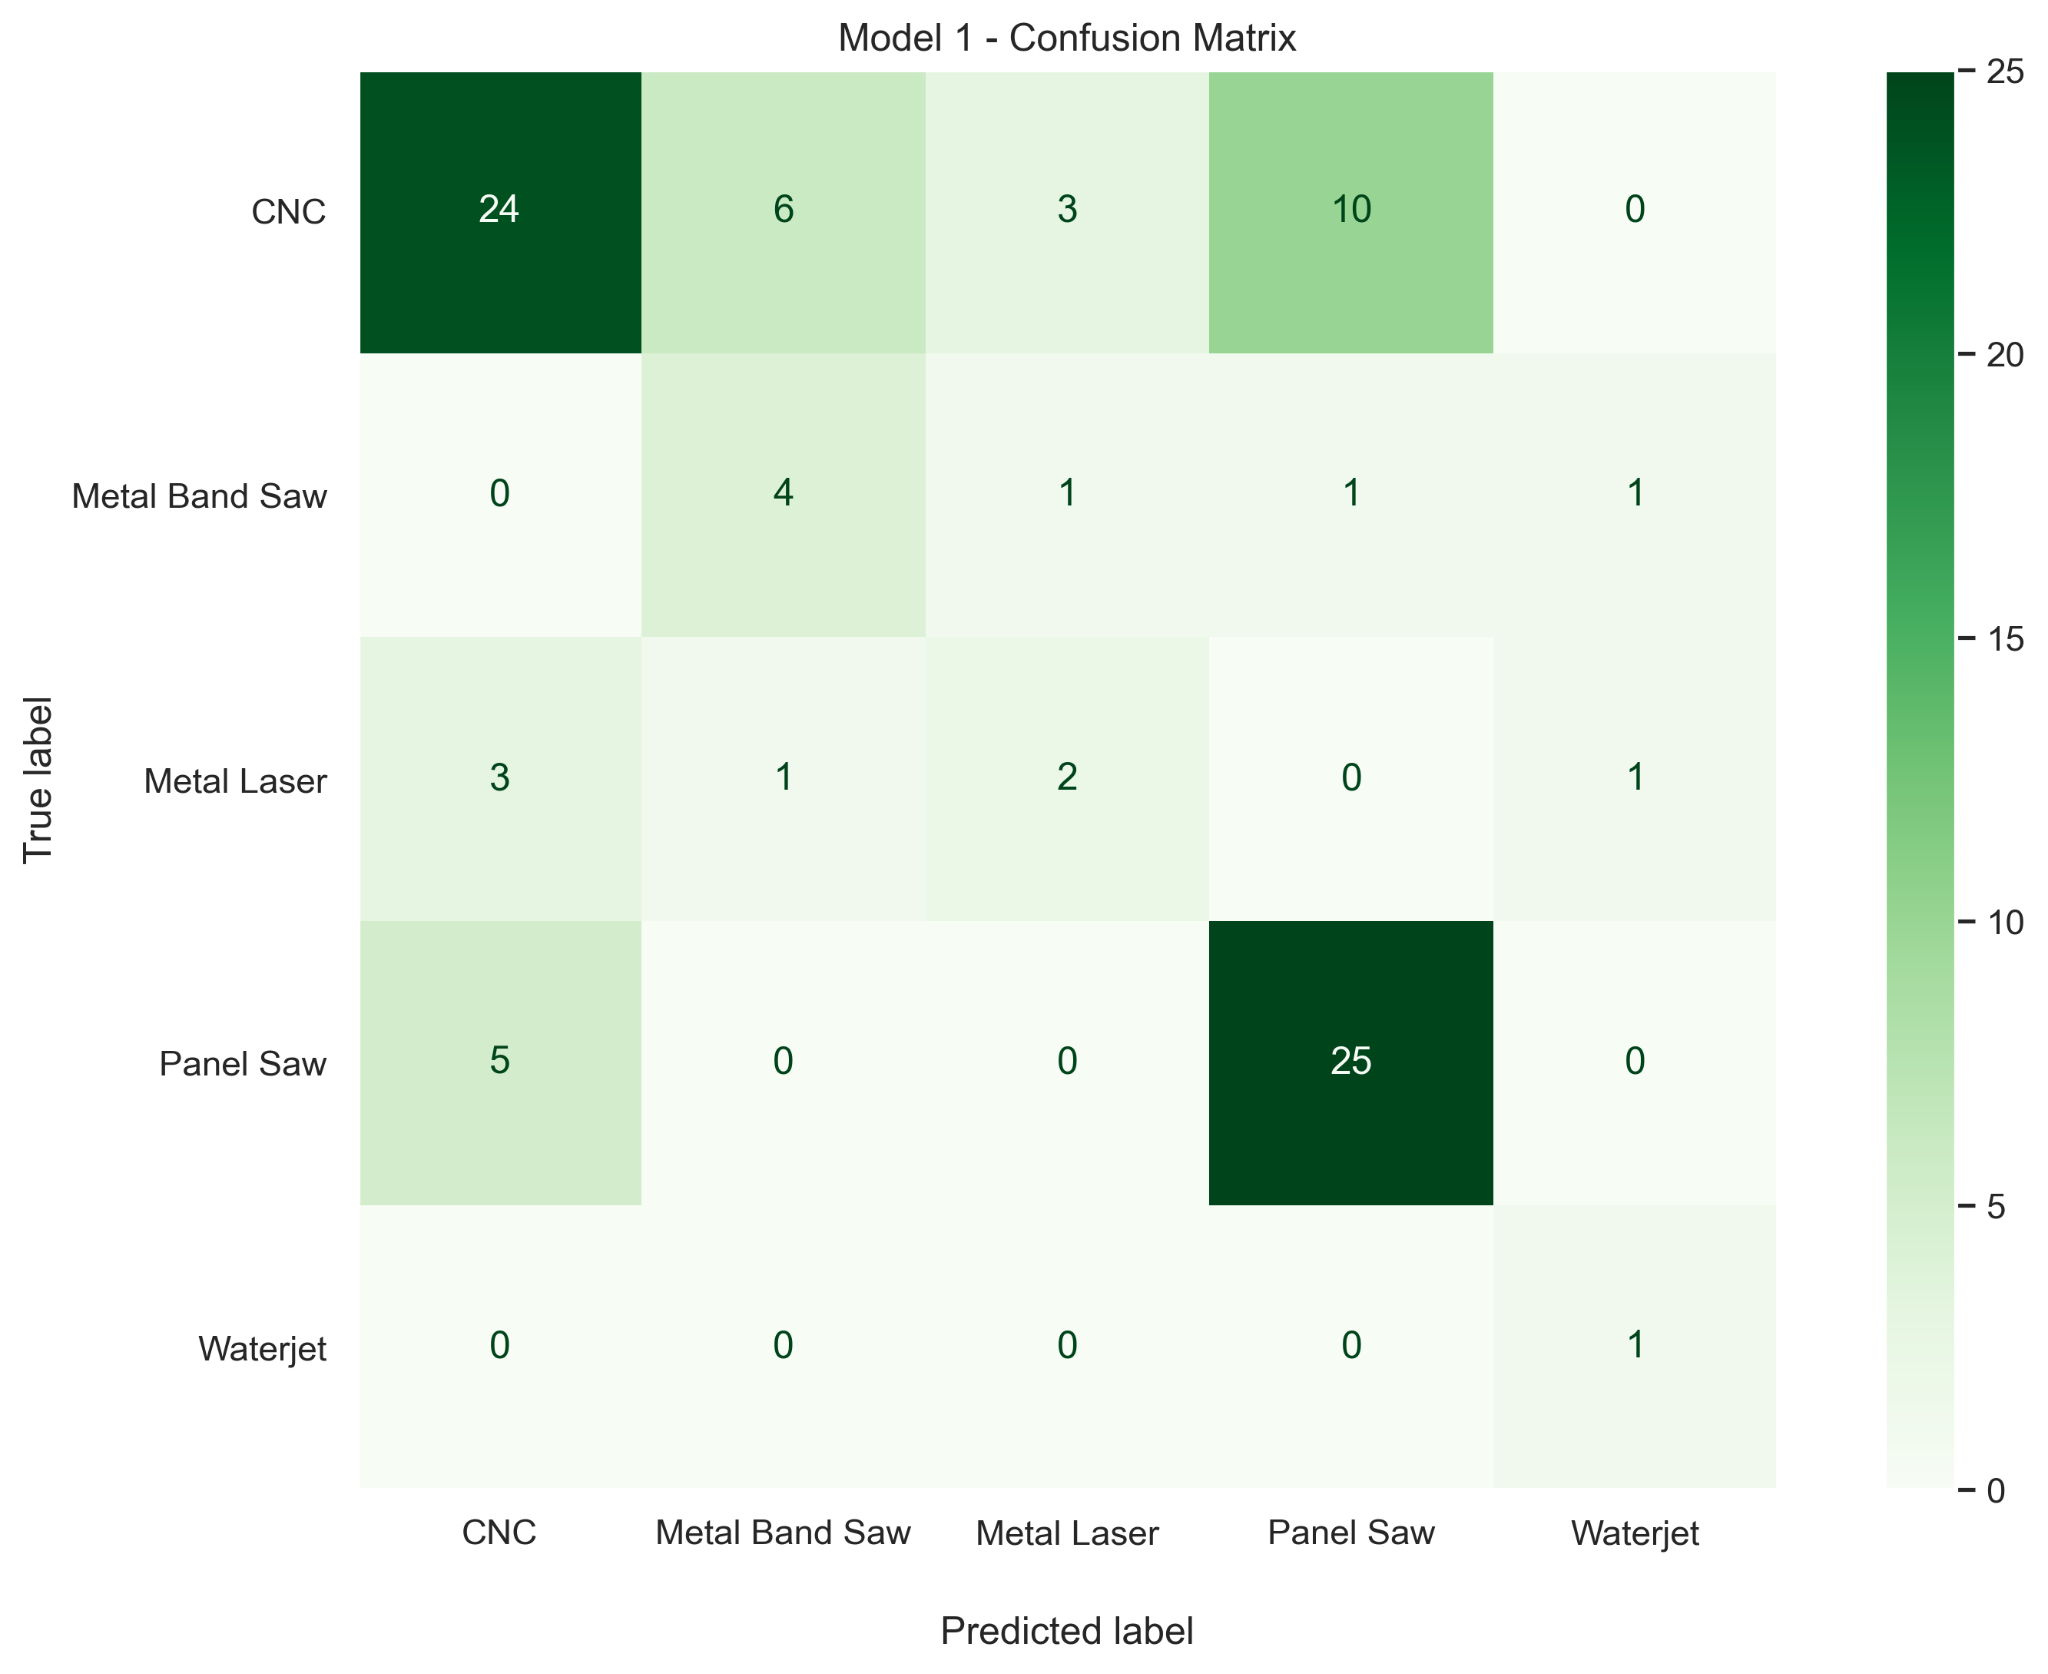 Model 1 - Confusion Matrix
CNC 24 6 3 10 0
Metal Band Saw 0 4 1 1 1
Metal Laser 3 1 2 0 1
Panel Saw 5 0 0 25 0
Waterjet 0 0 0 0 1
CNC Metal Band Saw Metal Laser Panel Saw Waterjet
Predicted label
True label
25
20
15
10
5
0